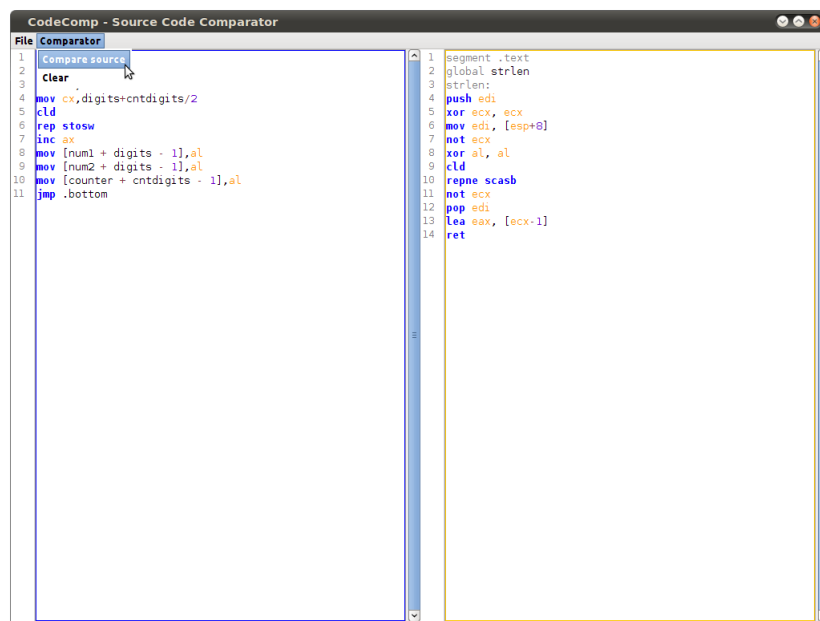 CodeComp - Source Code Comparator
File Comparator
Compare source
Clear
1
2
3
4 mov cx,digits+cntdigits/2
5 cld
6 rep stosw
7 inc ax
8 mov [num1 + digits - 1],al
9 mov [num2 + digits - 1],al
10 mov [counter + cntdigits - 1],al
11 jmp .bottom
1 segment .text
2 global strlen
3 strlen:
4 push edi
5 xor ecx, ecx
6 mov edi, [esp+8]
7 not ecx
8 xor al, al
9 cld
10 repne scasb
11 not ecx
12 pop edi
13 lea eax, [ecx-1]
14 ret